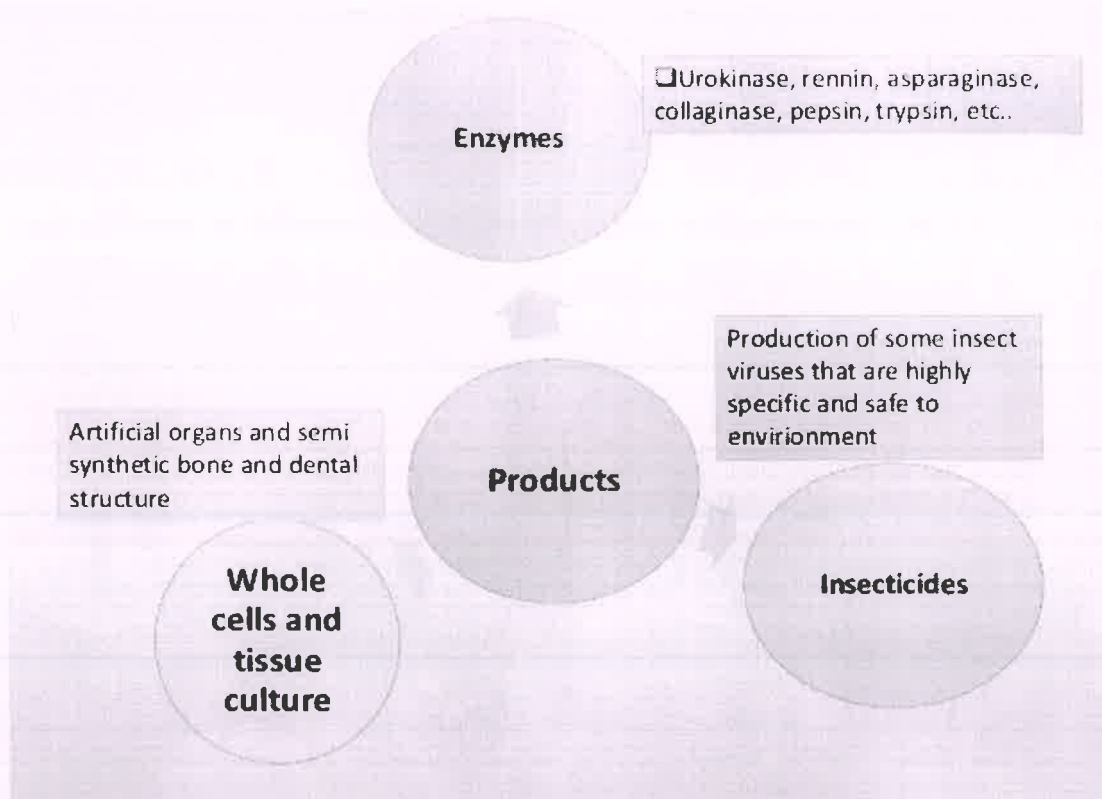 ❑Urokinase, rennin, asparaginase,
collaginase, pepsin, trypsin, etc..
Enzymes
Production of some insect
viruses that are highly
specific and safe to
envirionment
Artificial organs and semi
synthetic bone and dental
structure
Products
Insecticides
Whole
cells and
tissue
culture